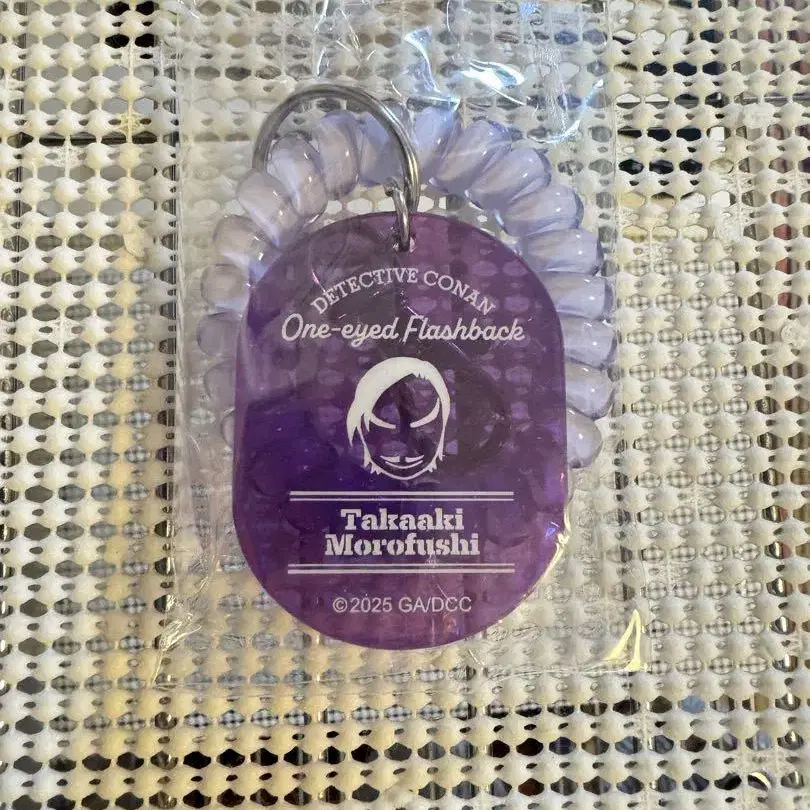 DETECTIVE CONAN
One-eyed Flashback
Takaaki
Morofushi
©2025 GA/DCC